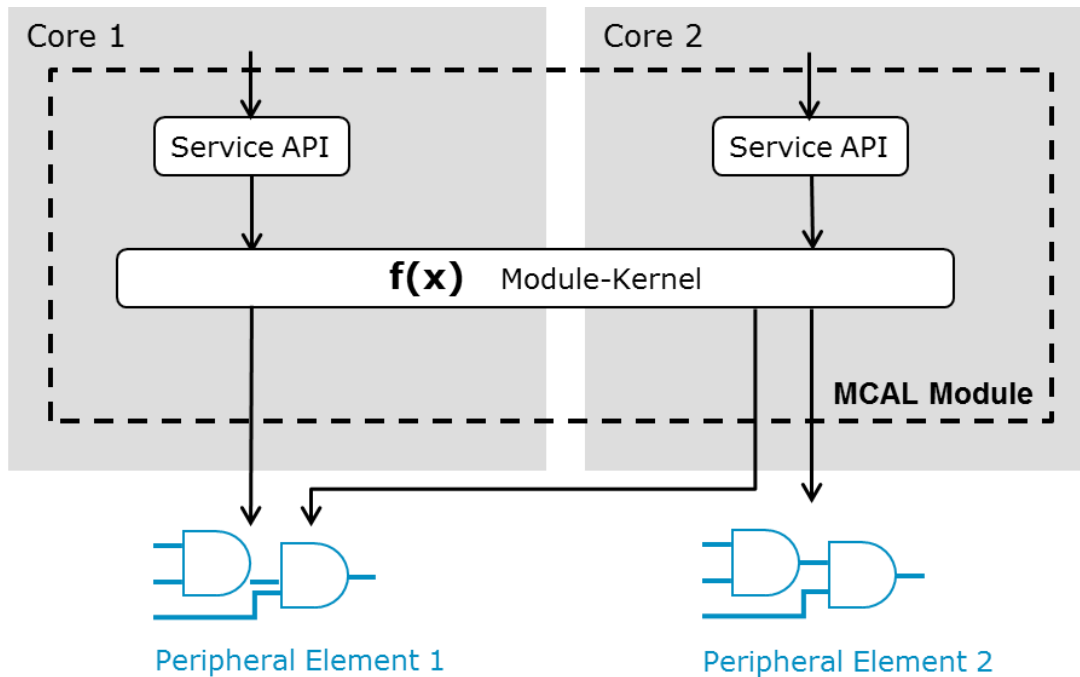 Core 1
Core 2
Service API
Service API
f(x) Module-Kernel
MCAL Module
Peripheral Element 1
Peripheral Element 2